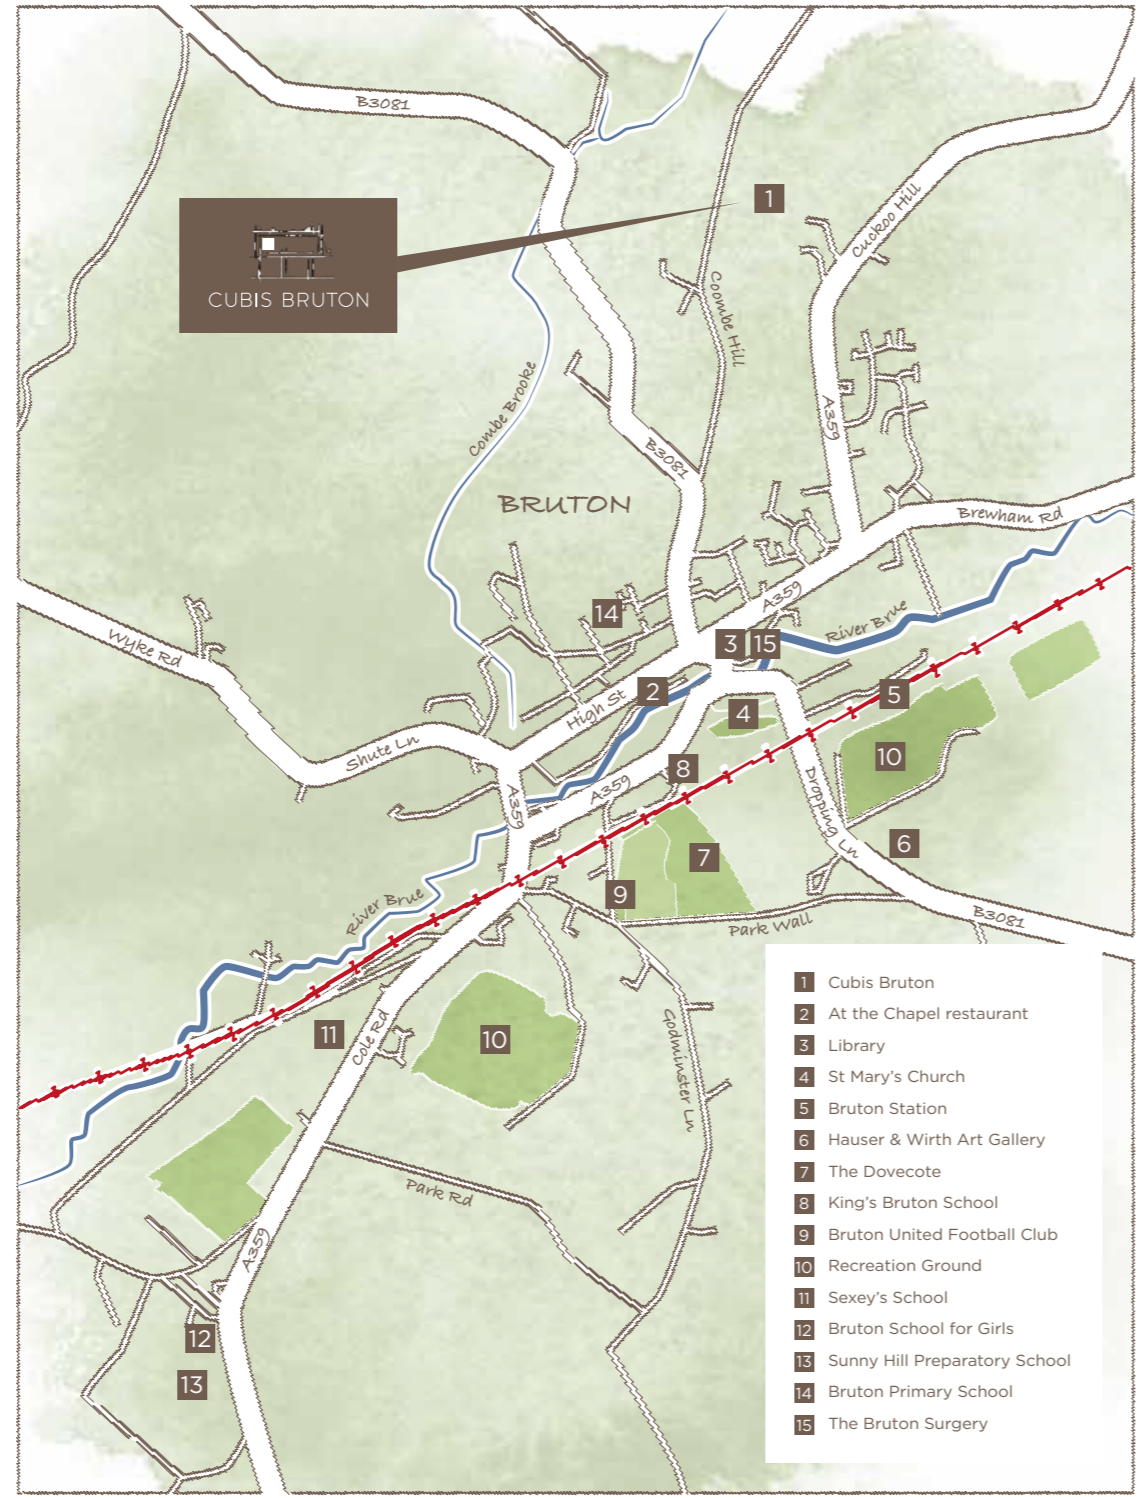 B3081
Cuckoo Hill
1
CUBIS BRUTON
Coombe Hill
Combe Brooke
A359
B3081
BRUTON
Brewham Rd
A359
14
River Brue
Wyke Rd
3
15
2
5
High St
4
Shute Ln
10
8
A359
A359
Dropping Ln
6
7
9
River Brue
Park Wall
B3081
11
Cole Rd
10
Godminster Ln
Park Rd
A359
12
13
1 Cubis Bruton
2 At the Chapel restaurant
3 Library
4 St Mary's Church
5 Bruton Station
6 Hauser & Wirth Art Gallery
7 The Dovecote
8 King's Bruton School
9 Bruton United Football Club
10 Recreation Ground
11 Sexey's School
12 Bruton School for Girls
13 Sunny Hill Preparatory School
14 Bruton Primary School
15 The Bruton Surgery